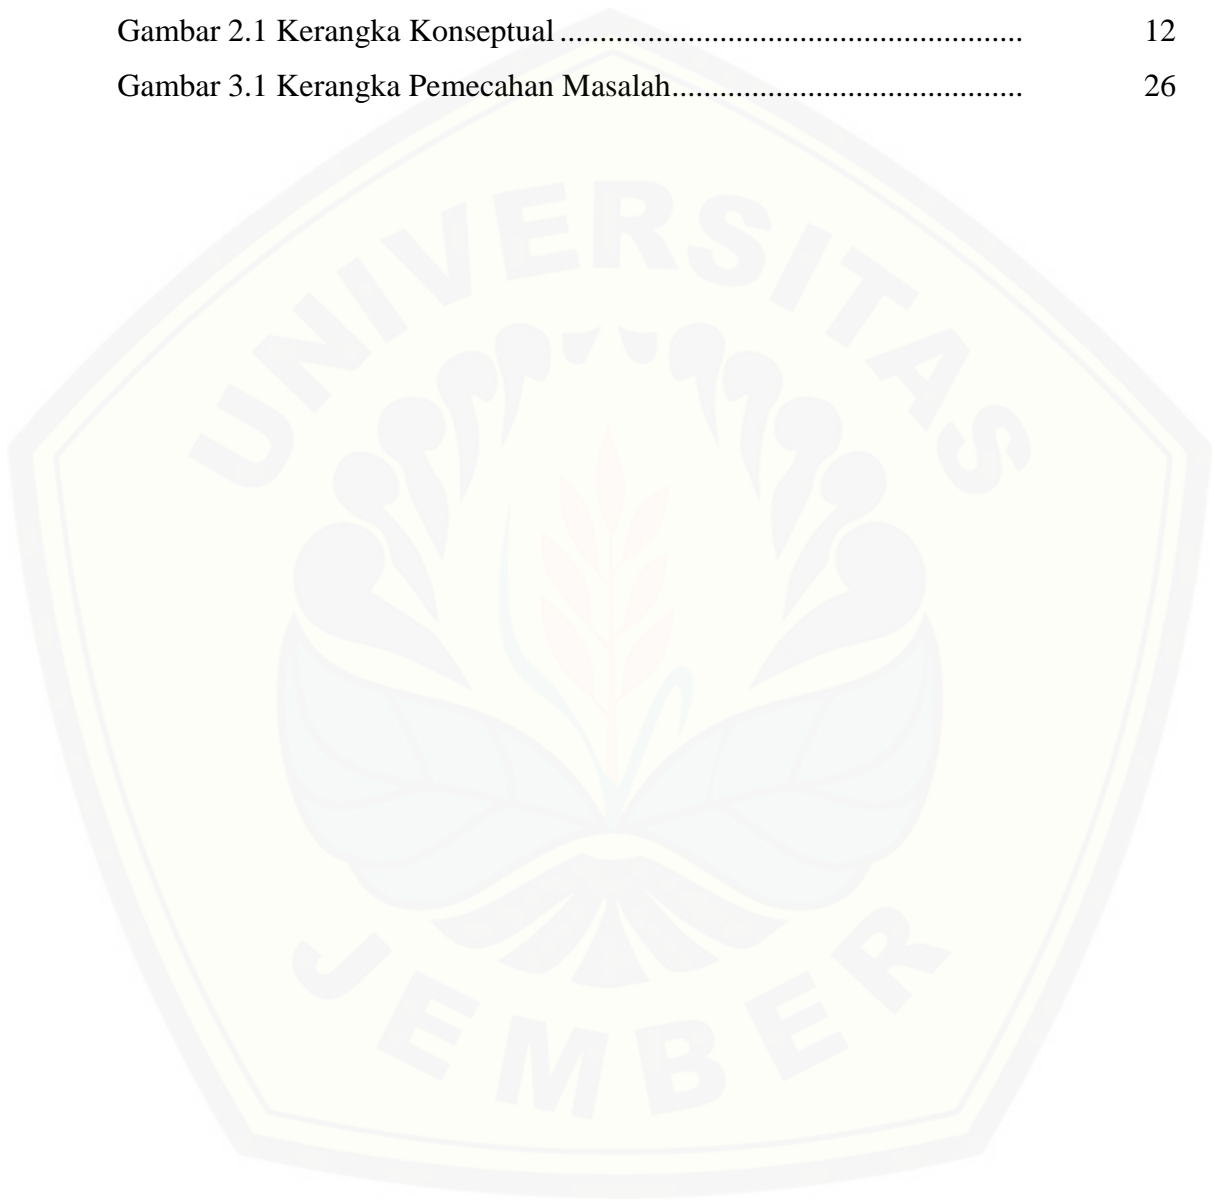 Gambar 2.1 Kerangka Konseptual ......................................................... 12
Gambar 3.1 Kerangka Pemecahan Masalah........................................... 26
UNIVERSITAS
JEMBER